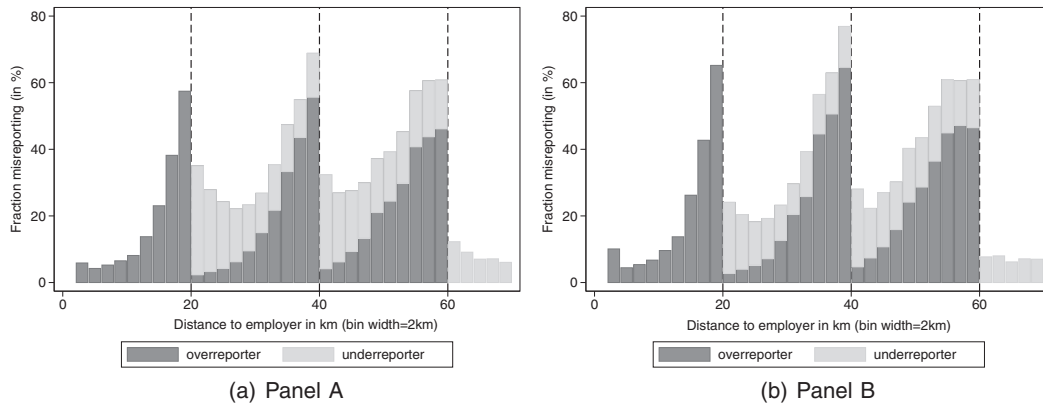 80
60
40
20
0
Fraction misreporting (in %)
0 20 40 60
Distance to employer in km (bin width=2km)
overreporter underreporter
(a) Panel A
80
60
40
20
0
Fraction misreporting (in %)
0 20 40 60
Distance to employer in km (bin width=2km)
overreporter underreporter
(b) Panel B